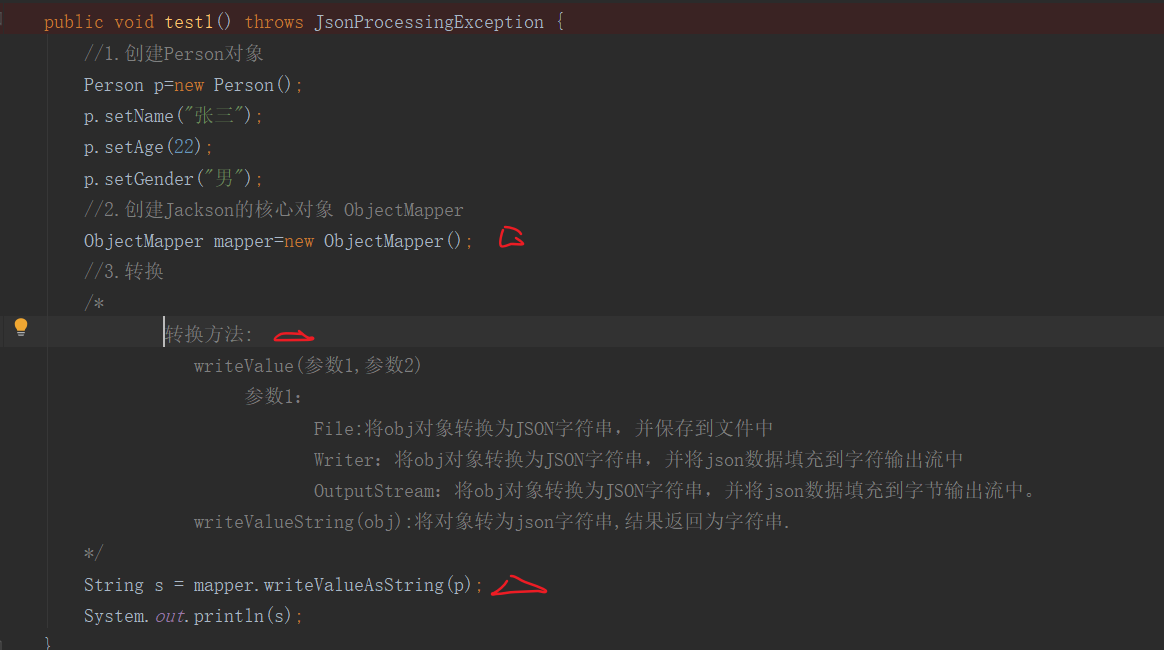 public void test1() throws JsonProcessingException {
//1.创建Person对象
Person p=new Person();
p.setName("张三");
p.setAge(22);
p.setGender("男");
//2.创建Jackson的核心对象 ObjectMapper
ObjectMapper mapper=new ObjectMapper();
//3.转换
/*
转换方法:
writeValue(参数1,参数2)
参数1:
File:将obj对象转换为JSON字符串，并保存到文件中
Writer：将obj对象转换为JSON字符串，并将json数据填充到字符输出流中
OutputStream：将obj对象转换为JSON字符串，并将json数据填充到字节输出流中。
writeValueString(obj):将对象转为json字符串,结果返回为字符串.
*/
String s = mapper.writeValueAsString(p);
System.out.println(s);
}